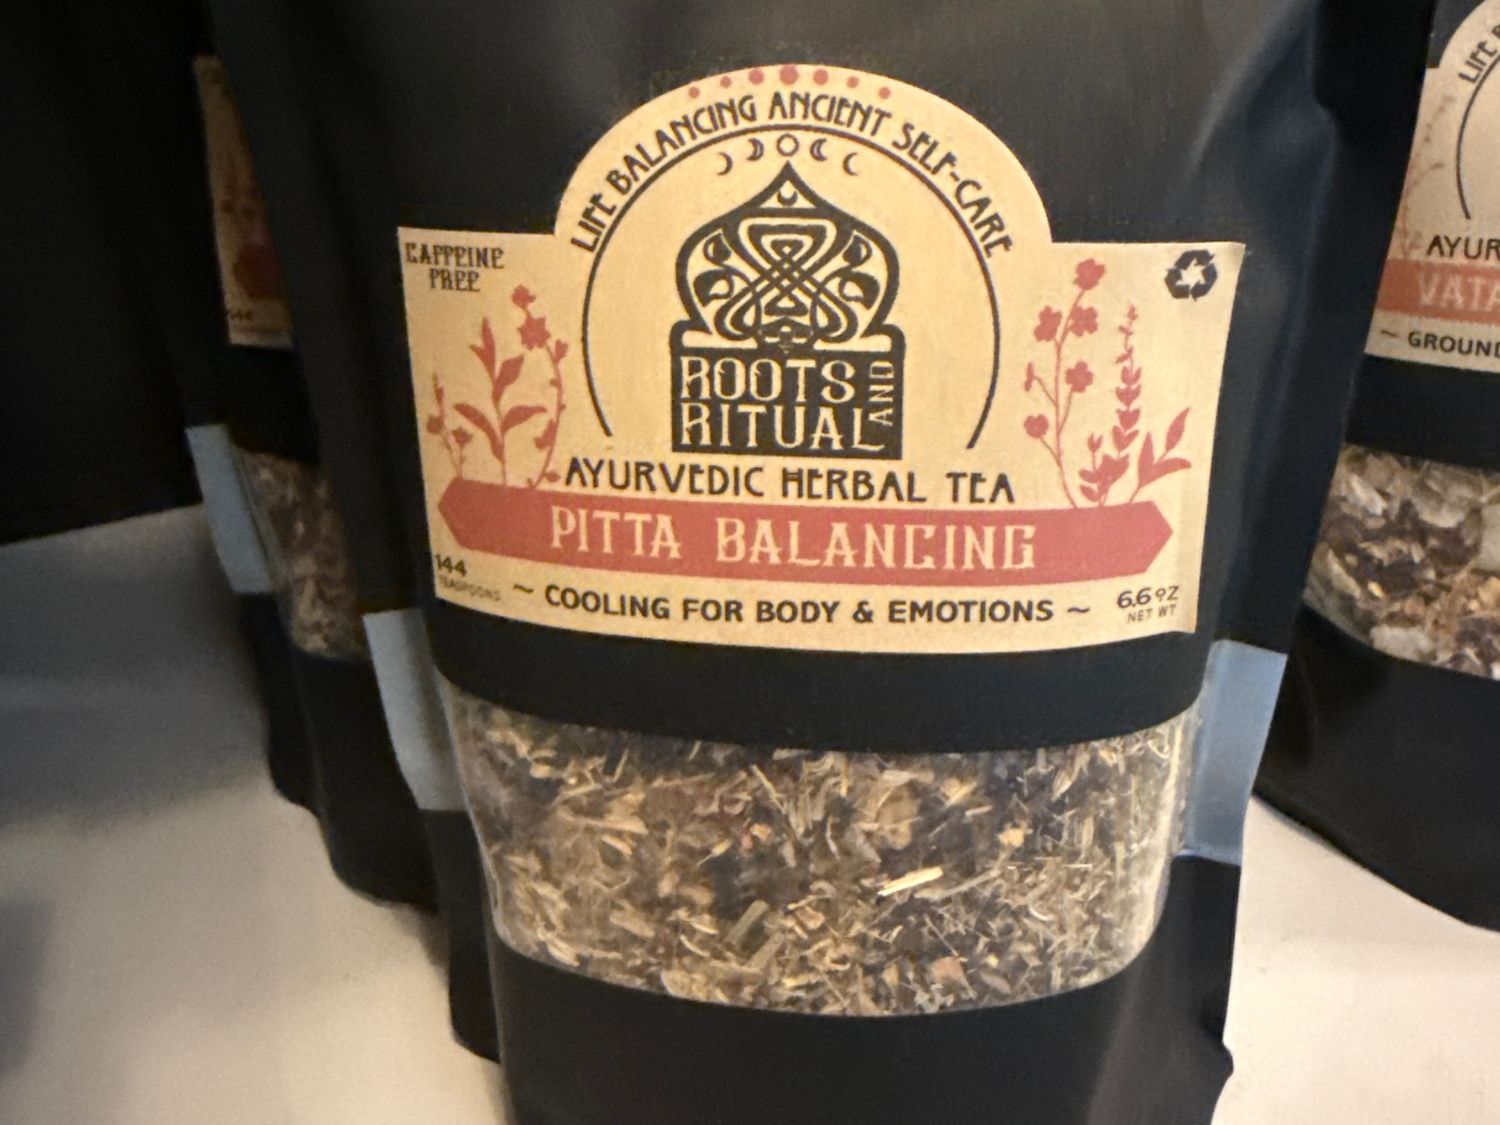 LIFE BALANCING ANCIENT SELF-CARE
CAFFEINE
FREE
ROOTS
AND
RITUAL
AYURVEDIC HERBAL TEA
PITTA BALANCING
144
TEASPOONS
~ COOLING FOR BODY & EMOTIONS ~
6.6 OZ
NET WT
LIFE B
AYUR
VATA
~ GROUND